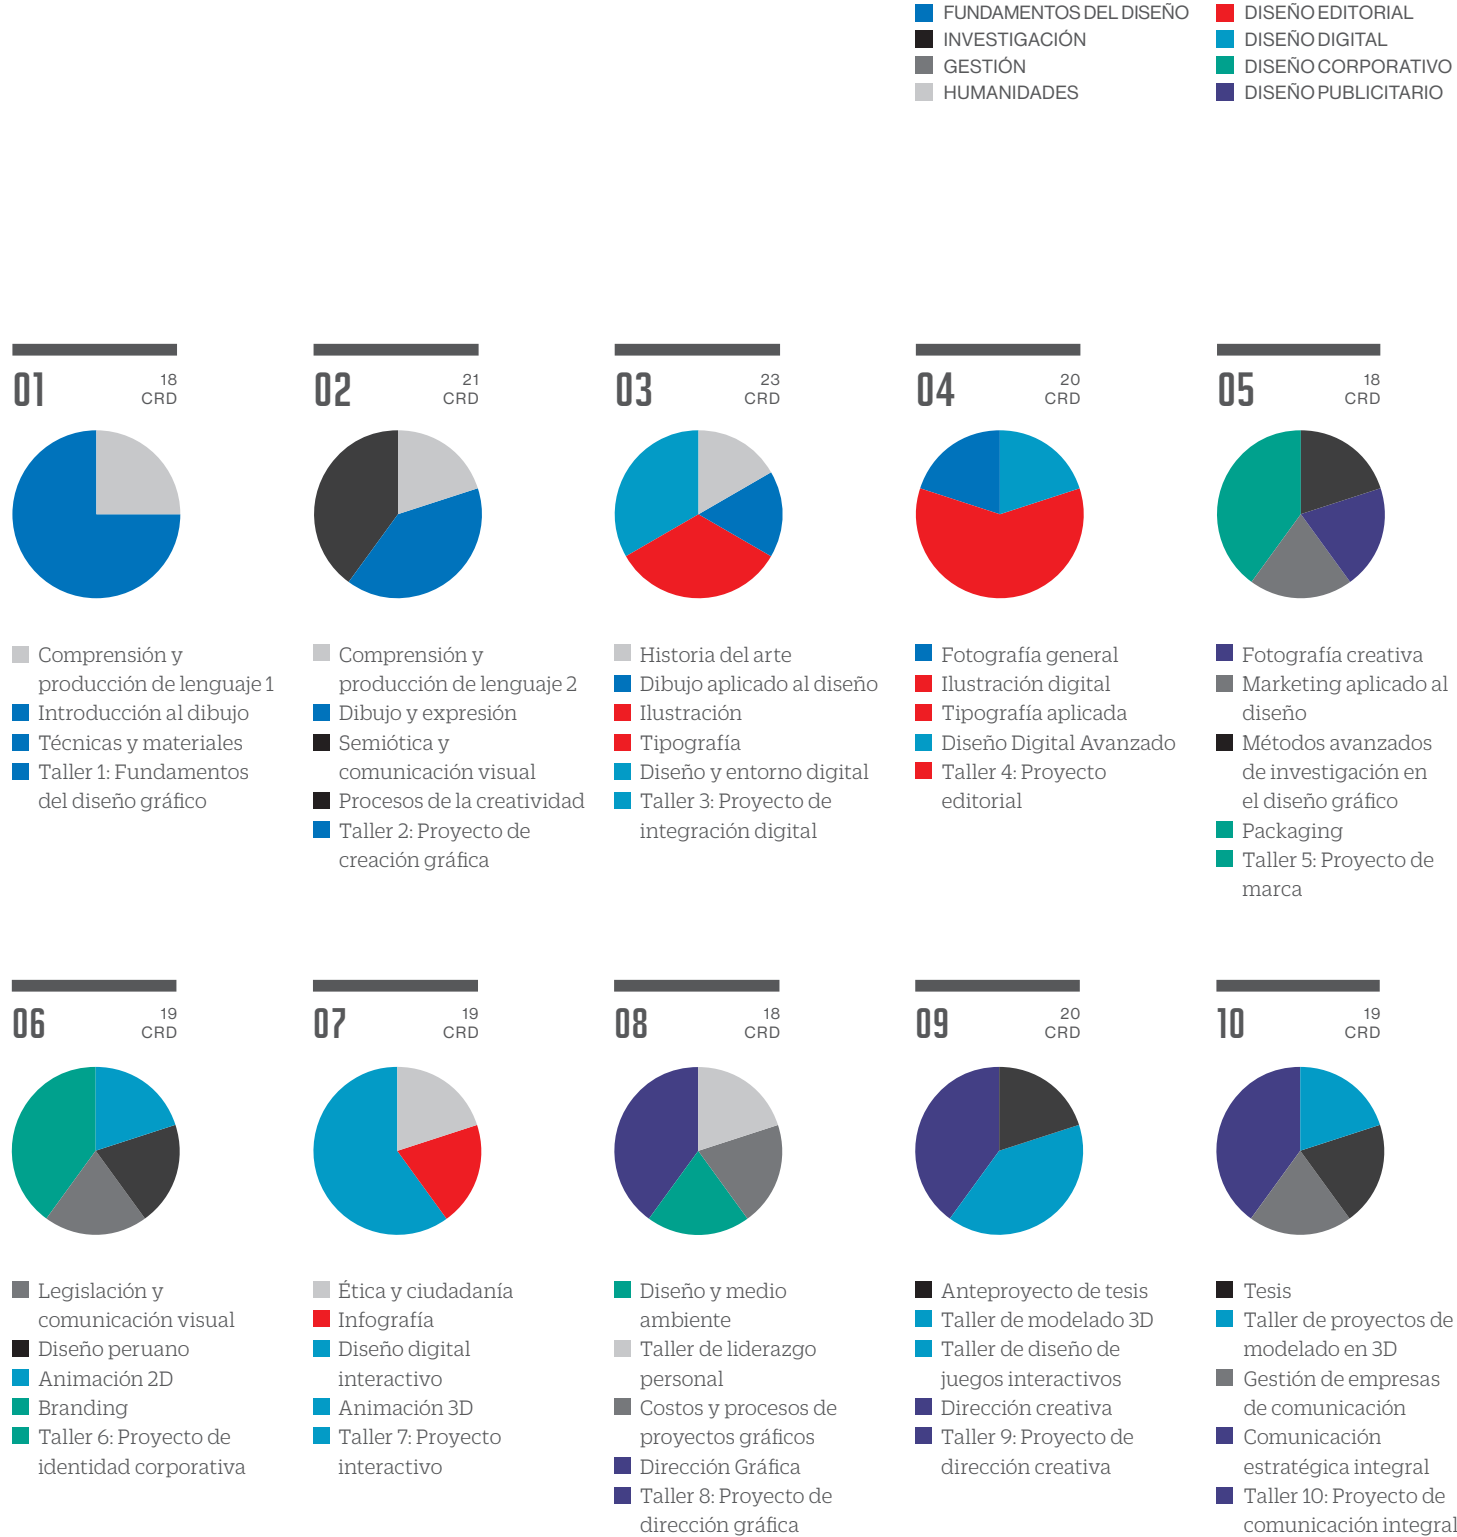 FUNDAMENTOS DEL DISEÑO
INVESTIGACIÓN
GESTIÓN
HUMANIDADES
DISEÑO EDITORIAL
DISEÑO DIGITAL
DISEÑO CORPORATIVO
DISEÑO PUBLICITARIO
01
18
CRD
Comprensión y
producción de lenguaje 1
Introducción al dibujo
Técnicas y materiales
Taller 1: Fundamentos
del diseño gráfico
02
21
CRD
Comprensión y
producción de lenguaje 2
Dibujo y expresión
Semiótica y
comunicación visual
Procesos de la creatividad
Taller 2: Proyecto de
creación gráfica
03
23
CRD
Historia del arte
Dibujo aplicado al diseño
Ilustración
Tipografía
Diseño y entorno digital
Taller 3: Proyecto de
integración digital
04
20
CRD
Fotografía general
Ilustración digital
Tipografía aplicada
Diseño Digital Avanzado
Taller 4: Proyecto
editorial
05
18
CRD
Fotografía creativa
Marketing aplicado al
diseño
Métodos avanzados
de investigación en
el diseño gráfico
Packaging
Taller 5: Proyecto de
marca
06
19
CRD
Legislación y
comunicación visual
Diseño peruano
Animación 2D
Branding
Taller 6: Proyecto de
identidad corporativa
07
19
CRD
Ética y ciudadanía
Infografía
Diseño digital
interactivo
Animación 3D
Taller 7: Proyecto
interactivo
08
18
CRD
Diseño y medio
ambiente
Taller de liderazgo
personal
Costos y procesos de
proyectos gráficos
Dirección Gráfica
Taller 8: Proyecto de
dirección gráfica
09
20
CRD
Anteproyecto de tesis
Taller de modelado 3D
Taller de diseño de
juegos interactivos
Dirección creativa
Taller 9: Proyecto de
dirección creativa
10
19
CRD
Tesis
Taller de proyectos de
modelado en 3D
Gestión de empresas
de comunicación
Comunicación
estratégica integral
Taller 10: Proyecto de
comunicación integral